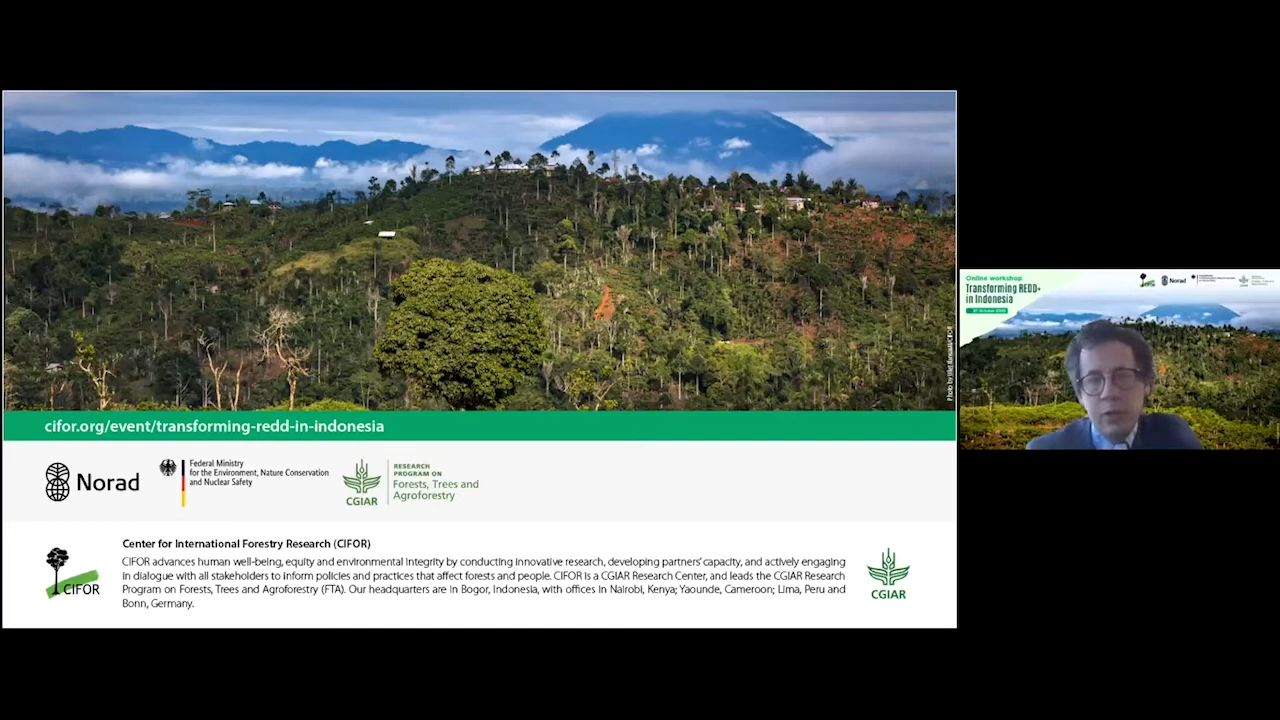 cifor.org/event/transforming-redd-in-indonesia
Norad
Federal Ministry
for the Environment, Nature Conservation
and Nuclear Safety
CGIAR
RESEARCH
PROGRAM ON
Forests, Trees and
Agroforestry
Center for International Forestry Research (CIFOR)
CIFOR advances human well-being, equity and environmental integrity by conducting innovative research, developing partners' capacity, and actively engaging
in dialogue with all stakeholders to inform policies and practices that affect forests and people. CIFOR is a CGIAR Research Center, and leads the CGIAR Research
Program on Forests, Trees and Agroforestry (FTA). Our headquarters are in Bogor, Indonesia, with offices in Nairobi, Kenya; Yaounde, Cameroon; Lima, Peru and
Bonn, Germany.
CIFOR
CGIAR
Online workshop
Transforming REDD+
in Indonesia
Norad